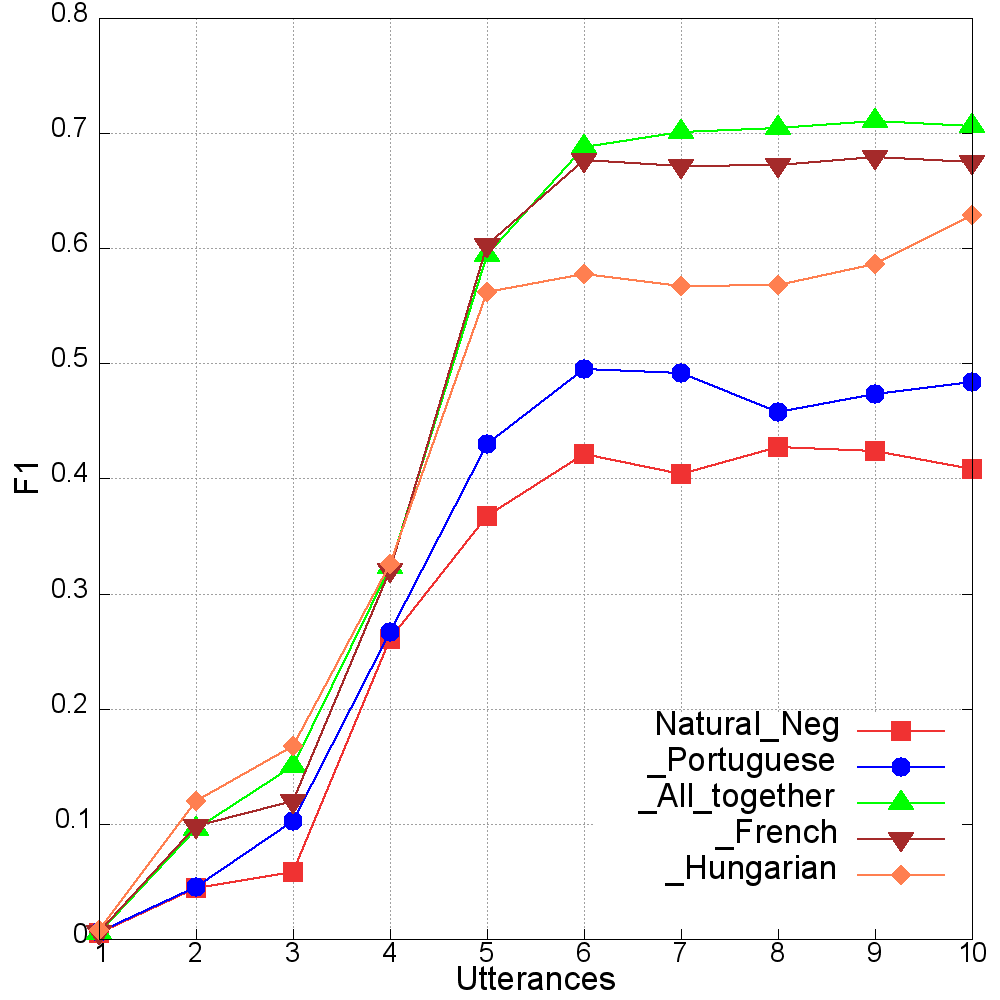 0.8
0.7
0.6
0.5
0.4
0.3
0.2
0.1
0
F1
Natural_Neg
_Portuguese
_All_together
_French
_Hungarian
1 2 3 4 5 6 7 8 9 10
Utterances